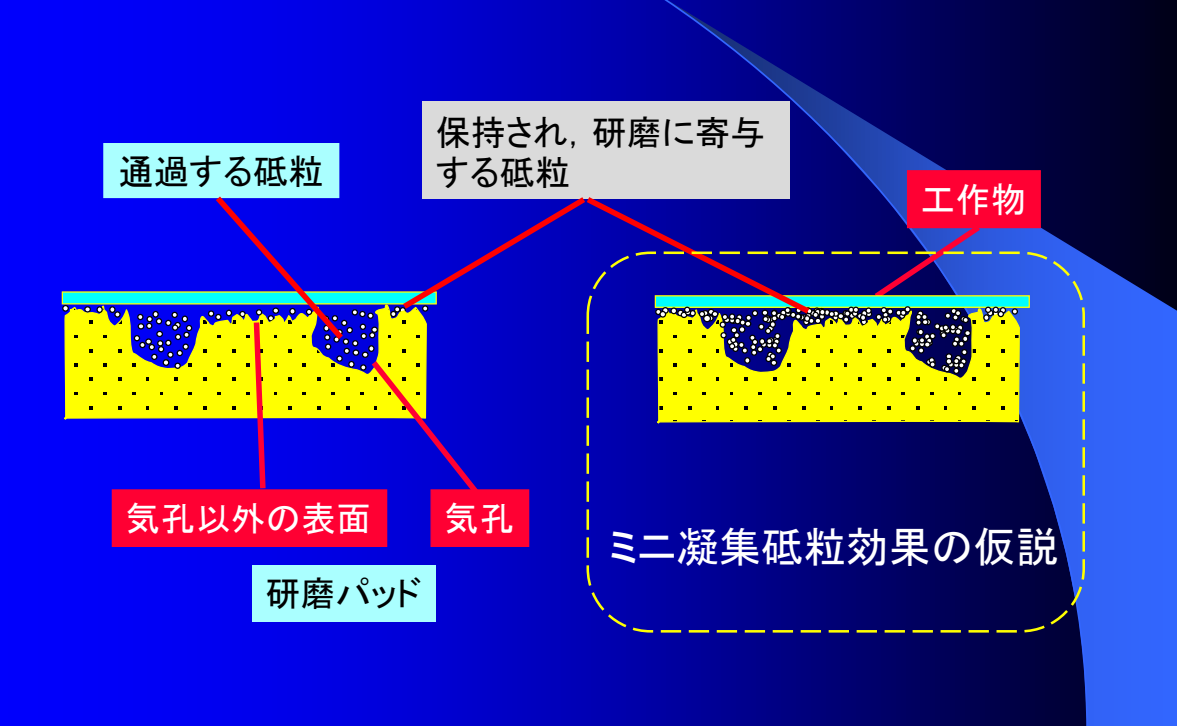 通過する砥粒
保持され，研磨に寄与
する砥粒
工作物
気孔以外の表面
気孔
研磨パッド
ミニ凝集砥粒効果の仮説